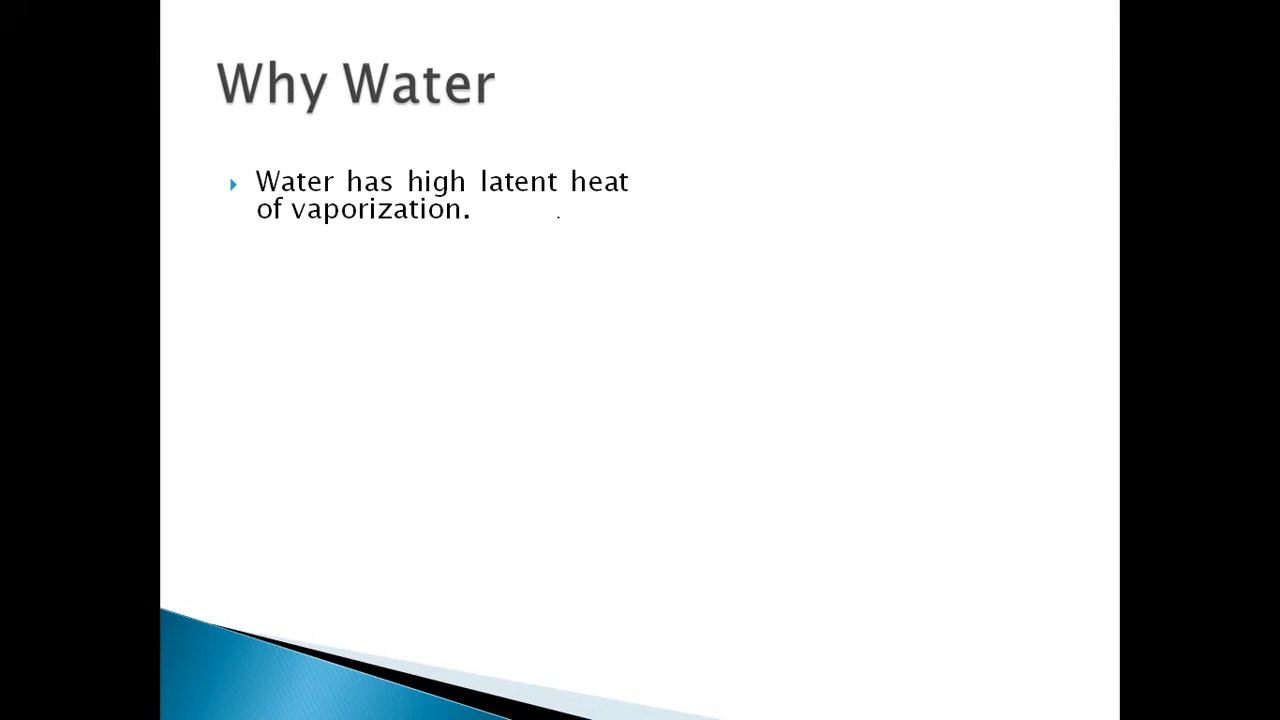 Why Water
Water has high latent heat
of vaporization.